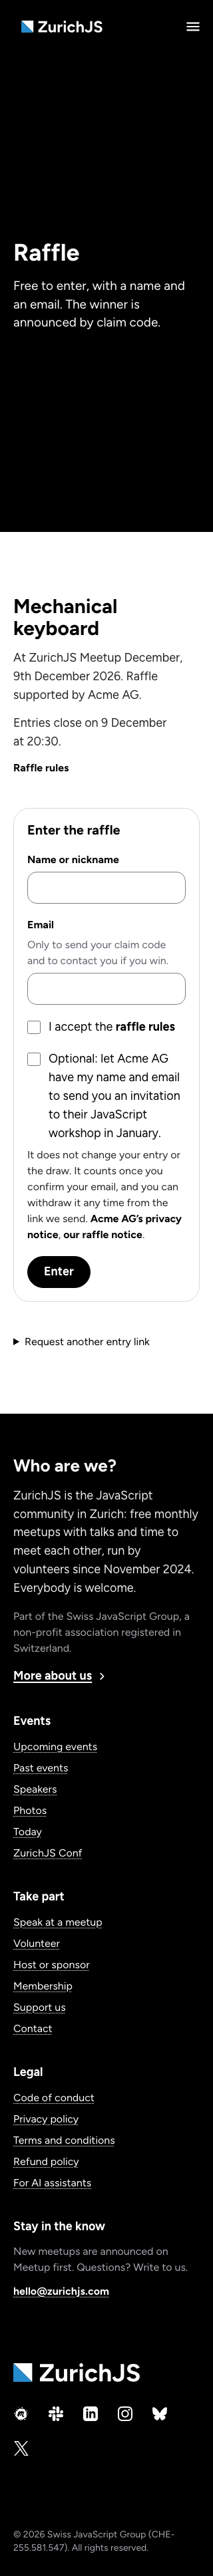 ZurichJS
Raffle
Free to enter, with a name and
an email. The winner is
announced by claim code.
Mechanical
keyboard
At ZurichJS Meetup December,
9th December 2026. Raffle
supported by Acme AG.
Entries close on 9 December
at 20:30.
Raffle rules
Enter the raffle
Name or nickname
Email
Only to send your claim code
and to contact you if you win.
I accept the raffle rules
Optional: let Acme AG
have my name and email
to send you an invitation
to their JavaScript
workshop in January.
It does not change your entry or
the draw. It counts once you
confirm your email, and you can
withdraw it any time from the
link we send. Acme AG’s privacy
notice, our raffle notice.
Enter
Request another entry link
Who are we?
ZurichJS is the JavaScript
community in Zurich: free monthly
meetups with talks and time to
meet each other, run by
volunteers since November 2024.
Everybody is welcome.
Part of the Swiss JavaScript Group, a
non-profit association registered in
Switzerland.
More about us
Events
Upcoming events
Past events
Speakers
Photos
Today
ZurichJS Conf
Take part
Speak at a meetup
Volunteer
Host or sponsor
Membership
Support us
Contact
Legal
Code of conduct
Privacy policy
Terms and conditions
Refund policy
For AI assistants
Stay in the know
New meetups are announced on
Meetup first. Questions? Write to us.
hello@zurichjs.com
ZurichJS
© 2026 Swiss JavaScript Group (CHE-
255.581.547). All rights reserved.